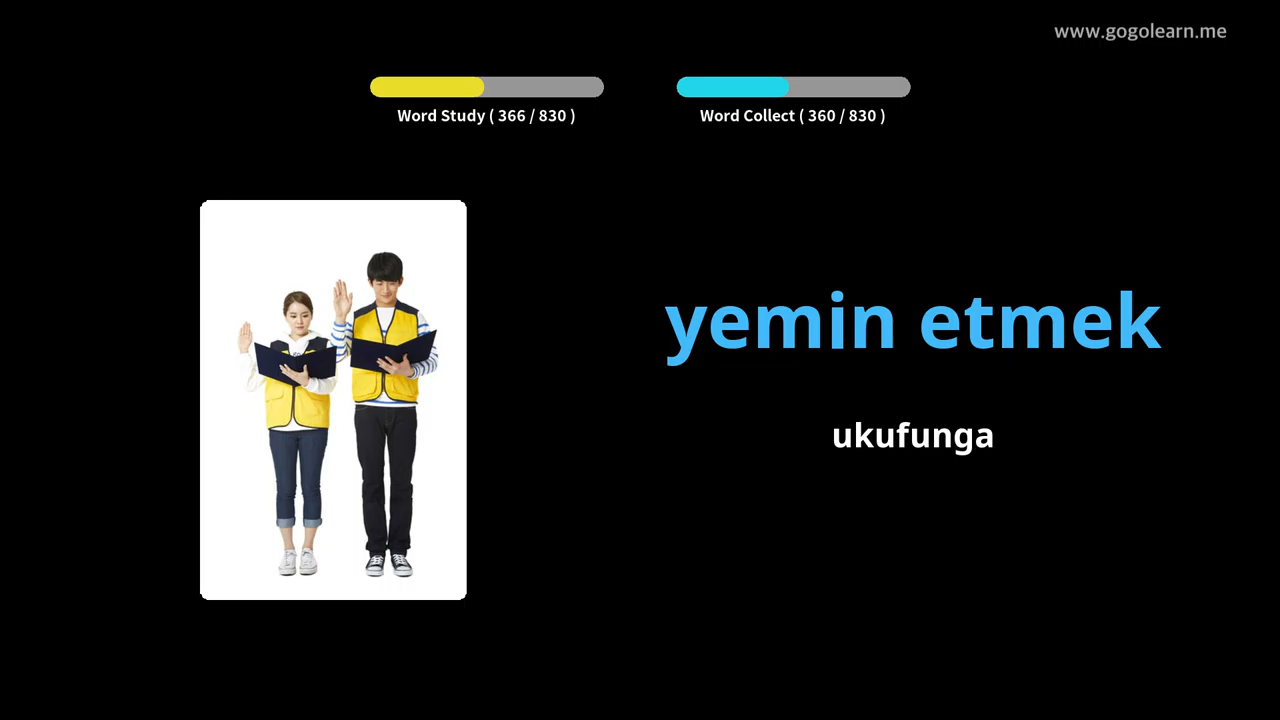 www.gogolearn.me
Word Study ( 366 / 830 )
Word Collect ( 360 / 830 )
yemin etmek
ukufunga